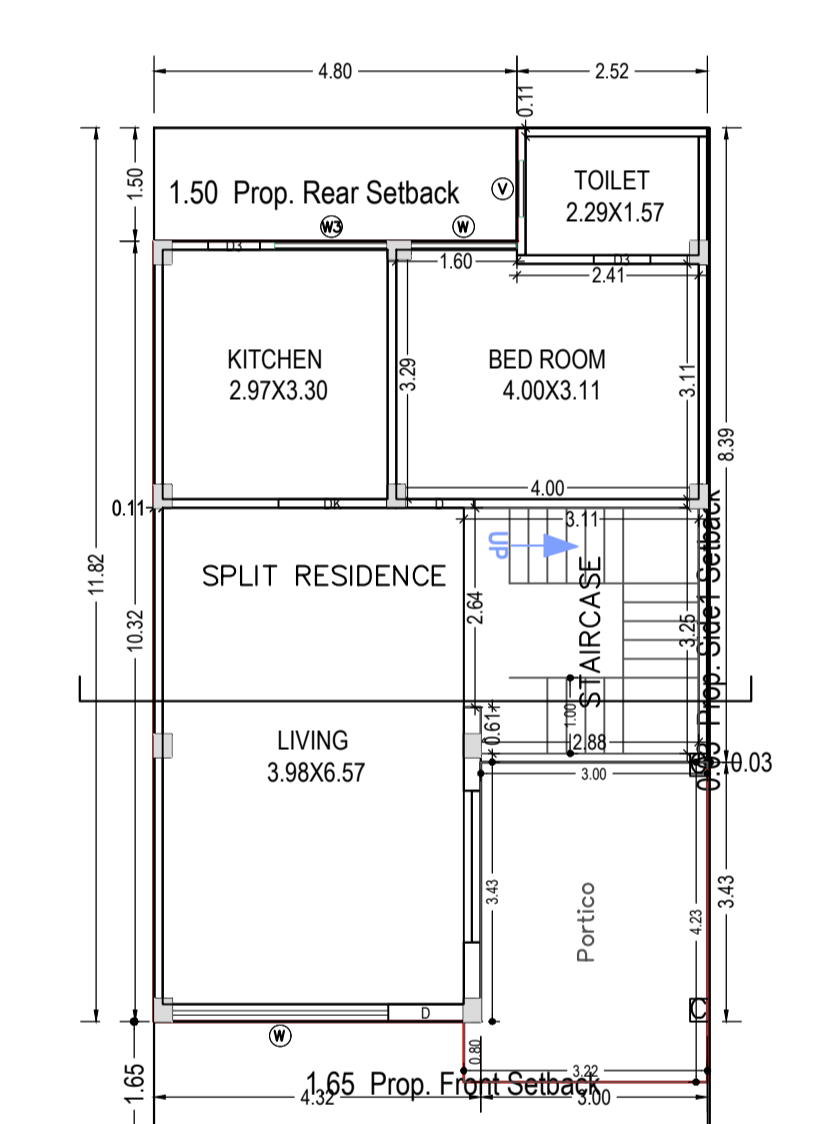 4.80
2.52
0.11
1.50
1.50 Prop. Rear Setback
V
TOILET
2.29X1.57
W3
W
D3
1.60
D3
2.41
KITCHEN
2.97X3.30
3.29
BED ROOM
4.00X3.11
3.11
8.39
4.00
0.11
DK
D
3.11
UP
SPLIT RESIDENCE
11.82
10.32
2.64
STAIRCASE
3.25
Prop. Side1 Setback
1.00
0.61
LIVING
3.98X6.57
2.88
3.00
0.03
3.43
Portico
4.23
3.43
D
C
W
0.80
3.22
1.65
1.65 Prop. Front Setback
4.32
3.00